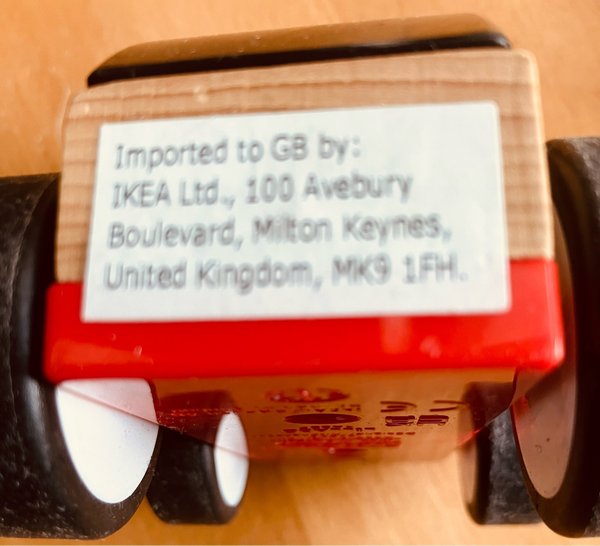 Imported to GB by:
IKEA Ltd., 100 Avebury
Boulevard, Milton Keynes,
United Kingdom, MK9 1FH.